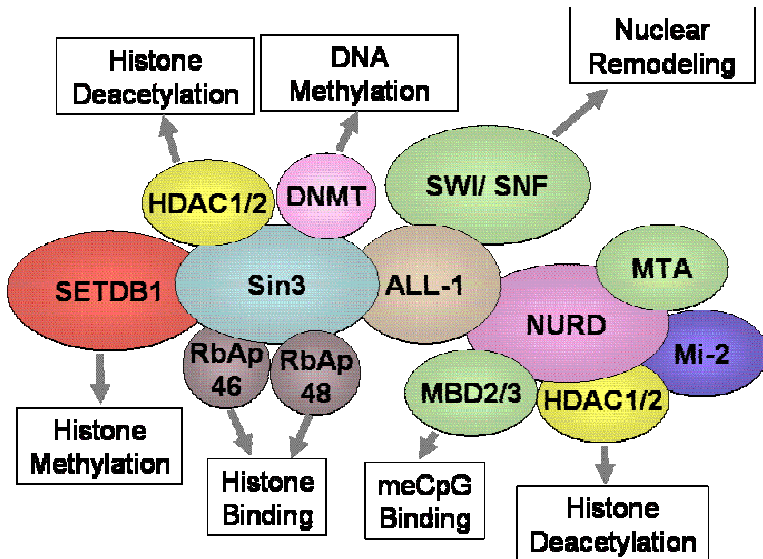 Nuclear
Remodeling
Histone
Deacetylation
DNA
Methylation
HDAC1/2
DNMT
SWI/ SNF
SETDB1
Sin3
ALL-1
NURD
MTA
Mi-2
RbAp
46
RbAp
48
MBD2/3
HDAC1/2
Histone
Methylation
Histone
Binding
meCpG
Binding
Histone
Deacetylation